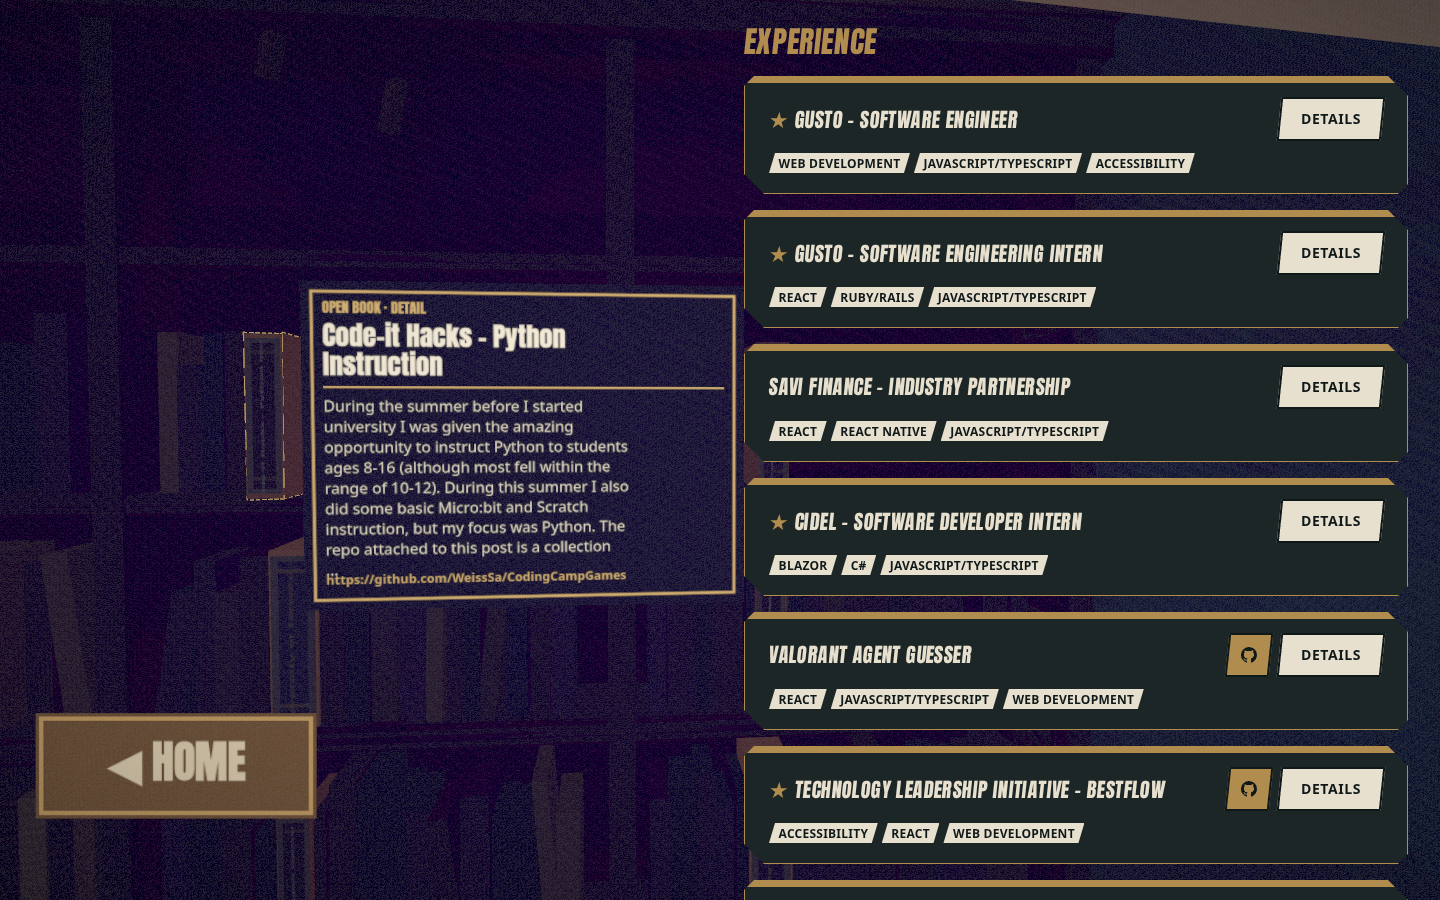 EXPERIENCE
★ GUSTO - SOFTWARE ENGINEER
DETAILS
WEB DEVELOPMENT JAVASCRIPT/TYPESCRIPT ACCESSIBILITY
★ GUSTO - SOFTWARE ENGINEERING INTERN
DETAILS
REACT RUBY/RAILS JAVASCRIPT/TYPESCRIPT
SAVI FINANCE - INDUSTRY PARTNERSHIP
DETAILS
REACT REACT NATIVE JAVASCRIPT/TYPESCRIPT
★ CIDEL - SOFTWARE DEVELOPER INTERN
DETAILS
BLAZOR C# JAVASCRIPT/TYPESCRIPT
VALORANT AGENT GUESSER
DETAILS
REACT JAVASCRIPT/TYPESCRIPT WEB DEVELOPMENT
★ TECHNOLOGY LEADERSHIP INITIATIVE - BESTFLOW
DETAILS
ACCESSIBILITY REACT WEB DEVELOPMENT
OPEN BOOK · DETAIL
Code-it Hacks - Python
Instruction
During the summer before I started
university I was given the amazing
opportunity to instruct Python to students
ages 8-16 (although most fell within the
range of 10-12). During this summer I also
did some basic Micro:bit and Scratch
instruction, but my focus was Python. The
repo attached to this post is a collection
...
https://github.com/WeissSa/CodingCampGames
◀ HOME